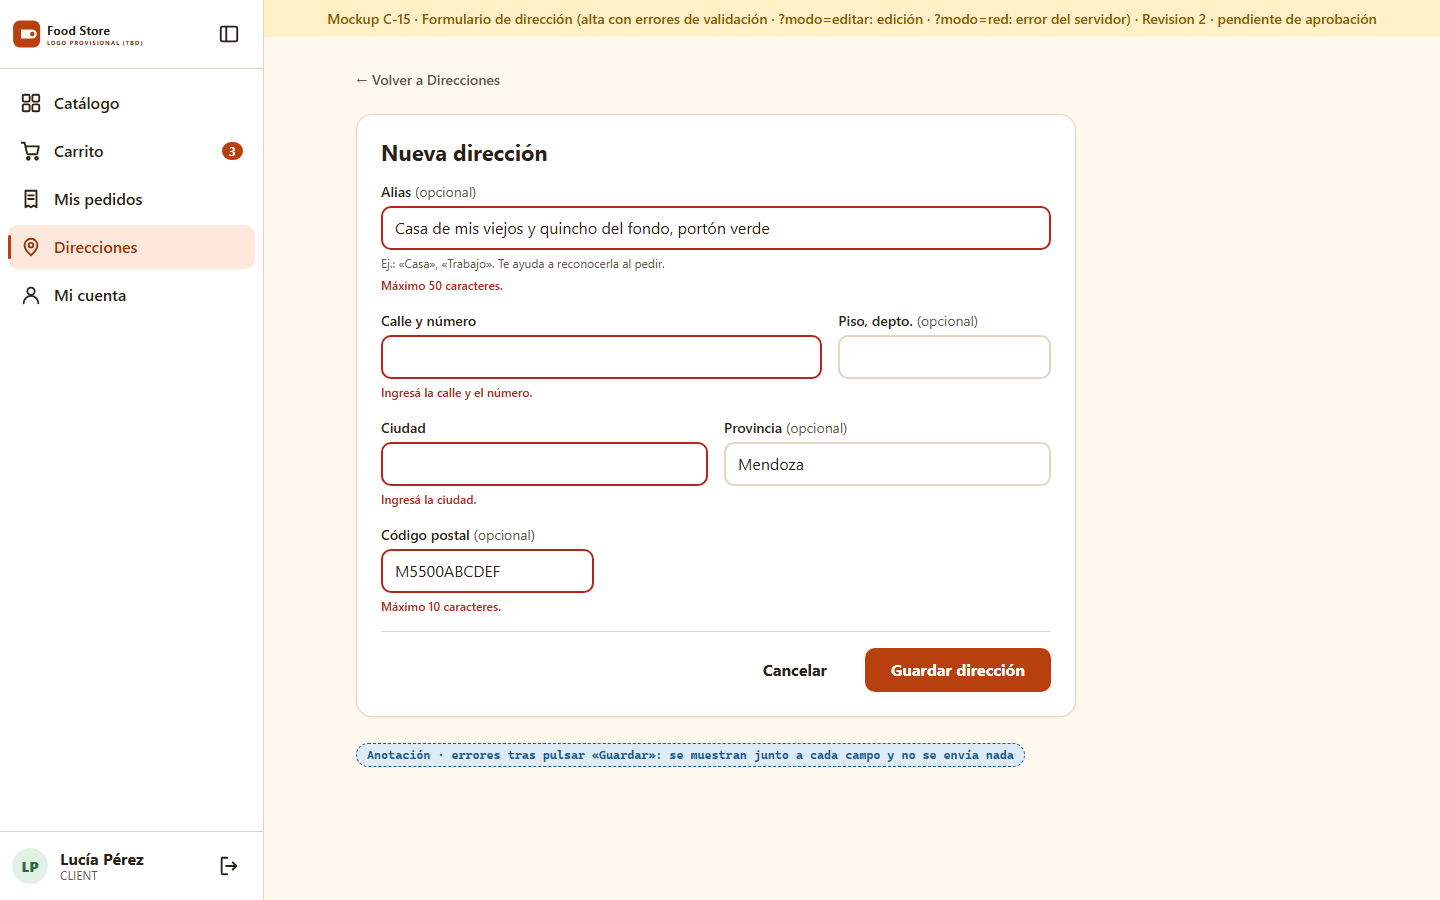 Food Store
LOGO PROVISIONAL (TBD)
Catálogo
Carrito
3
Mis pedidos
Direcciones
Mi cuenta
LP
Lucía Pérez
CLIENT
Mockup C-15 · Formulario de dirección (alta con errores de validación · ?modo=editar: edición · ?modo=red: error del servidor) · Revision 2 · pendiente de aprobación
← Volver a Direcciones
Nueva dirección
Alias (opcional)
Casa de mis viejos y quincho del fondo, portón verde
Ej.: «Casa», «Trabajo». Te ayuda a reconocerla al pedir.
Máximo 50 caracteres.
Calle y número
Piso, depto. (opcional)
Ingresá la calle y el número.
Ciudad
Provincia (opcional)
Mendoza
Ingresá la ciudad.
Código postal (opcional)
M5500ABCDEF
Máximo 10 caracteres.
Cancelar
Guardar dirección
Anotación · errores tras pulsar «Guardar»: se muestran junto a cada campo y no se envía nada